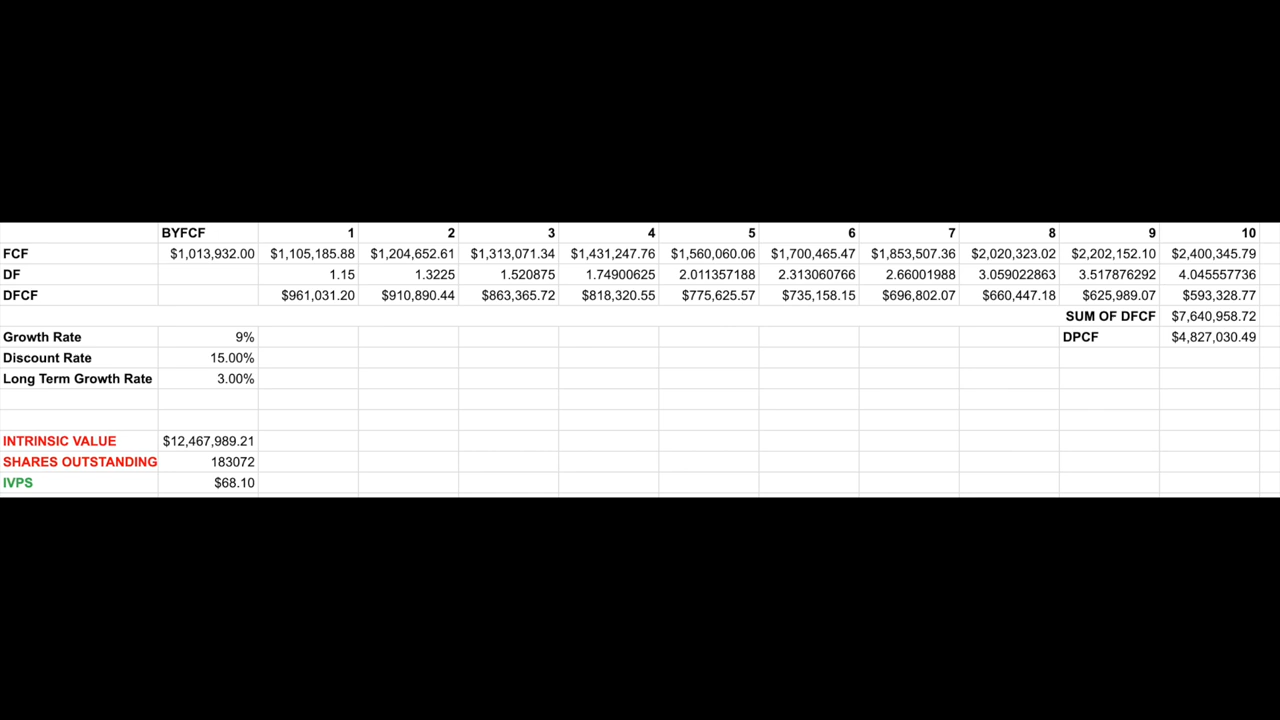 BYFCF 1 2 3 4 5 6 7 8 9 10
FCF $1,013,932.00 $1,105,185.88 $1,204,652.61 $1,313,071.34 $1,431,247.76 $1,560,060.06 $1,700,465.47 $1,853,507.36 $2,020,323.02 $2,202,152.10 $2,400,345.79
DF 1.15 1.3225 1.520875 1.74900625 2.011357188 2.313060766 2.66001988 3.059022863 3.517876292 4.045557736
DFCF $961,031.20 $910,890.44 $863,365.72 $818,320.55 $775,625.57 $735,158.15 $696,802.07 $660,447.18 $625,989.07 $593,328.77
SUM OF DFCF $7,640,958.72
Growth Rate 9% DPCF $4,827,030.49
Discount Rate 15.00%
Long Term Growth Rate 3.00%
INTRINSIC VALUE $12,467,989.21
SHARES OUTSTANDING 183072
IVPS $68.10